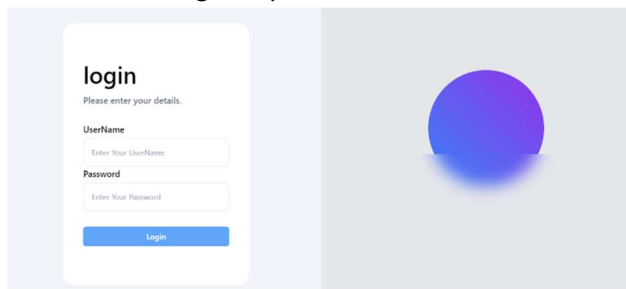 login
Please enter your details.
UserName
Enter Your UserName
Password
Enter Your Password
Login